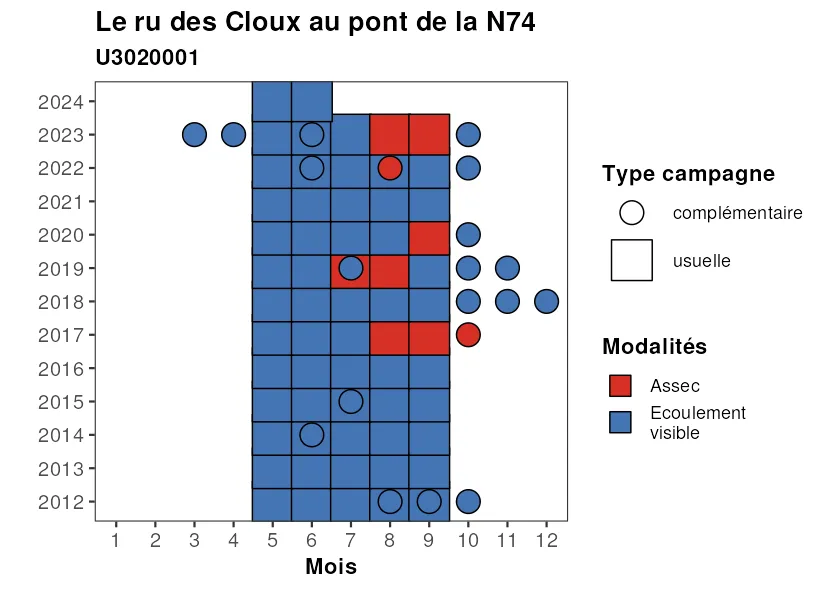 Le ru des Cloux au pont de la N74
U3020001
2024
2023
2022
2021
2020
2019
2018
2017
2016
2015
2014
2013
2012
1 2 3 4 5 6 7 8 9 10 11 12
Mois
Type campagne
complémentaire
usuelle
Modalités
Assec
Ecoulement
visible